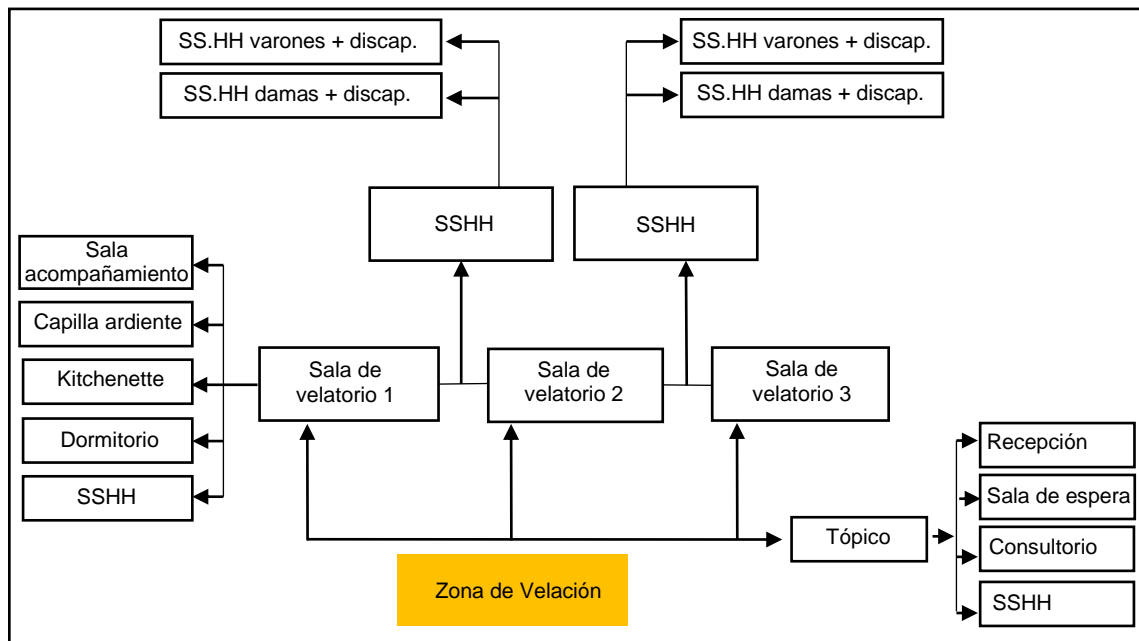 SS.HH varones + discap.
SS.HH varones + discap.
SS.HH damas + discap.
SS.HH damas + discap.
SSHH
SSHH
Sala
acompañamiento
Capilla ardiente
Kitchenette
Dormitorio
SSHH
Sala de
velatorio 1
Sala de
velatorio 2
Sala de
velatorio 3
Recepción
Sala de espera
Tópico
Consultorio
SSHH
Zona de Velación